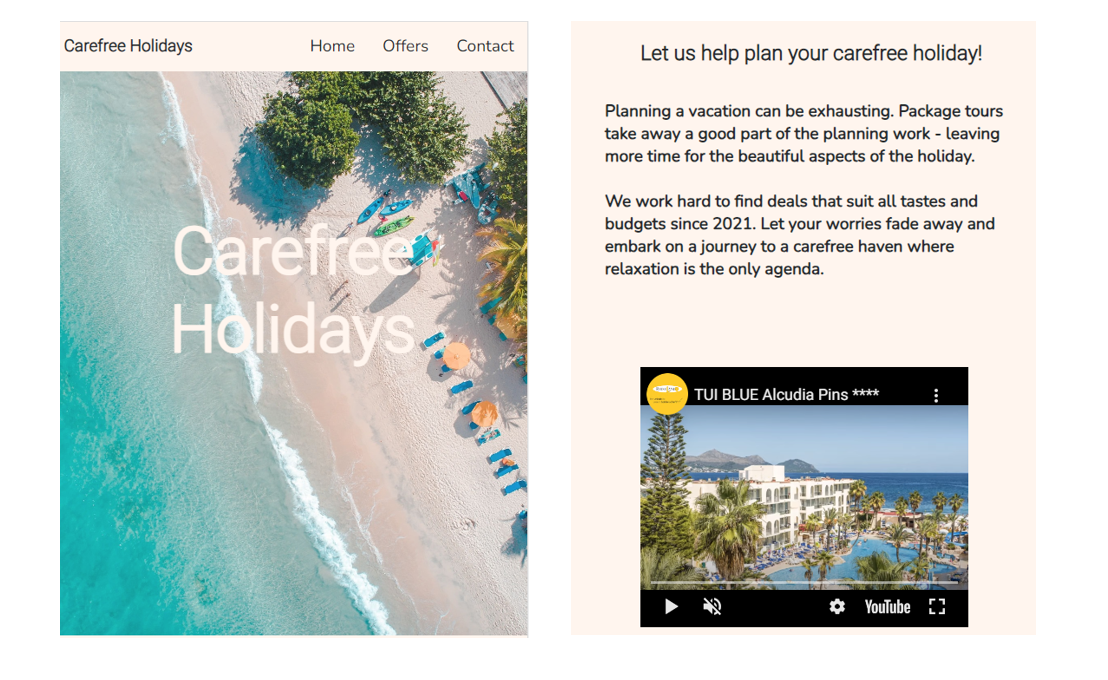 Carefree Holidays
Home
Offers
Contact
Carefree
Holidays
Let us help plan your carefree holiday!
Planning a vacation can be exhausting. Package tours
take away a good part of the planning work - leaving
more time for the beautiful aspects of the holiday.
We work hard to find deals that suit all tastes and
budgets since 2021. Let your worries fade away and
embark on a journey to a carefree haven where
relaxation is the only agenda.
TUI BLUE Alcudia Pins ****
YouTube